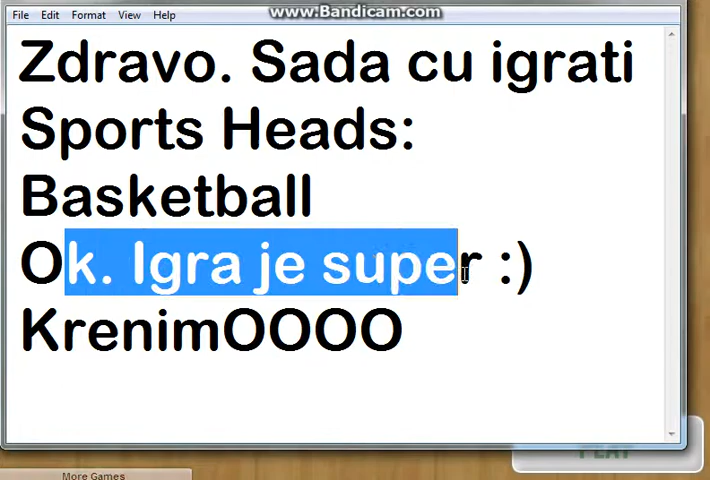 www.Bandicam.com
File Edit Format View Help
Zdravo. Sada cu igrati
Sports Heads:
Basketball
Ok. Igra je super :)
KrenimOOOO
PLAY
More Games